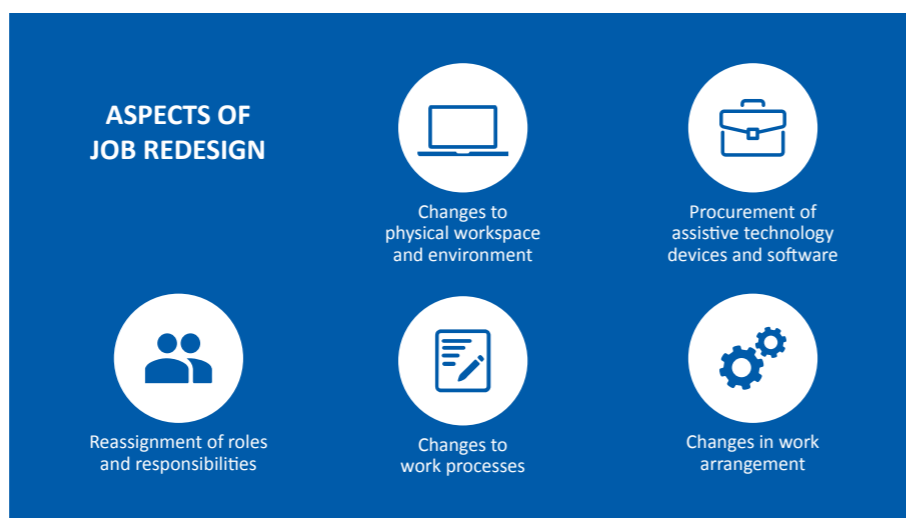 ASPECTS OF
JOB REDESIGN
Changes to
physical workspace
and environment
Procurement of
assistive technology
devices and software
Reassignment of roles
and responsibilities
Changes to
work processes
Changes in work
arrangement